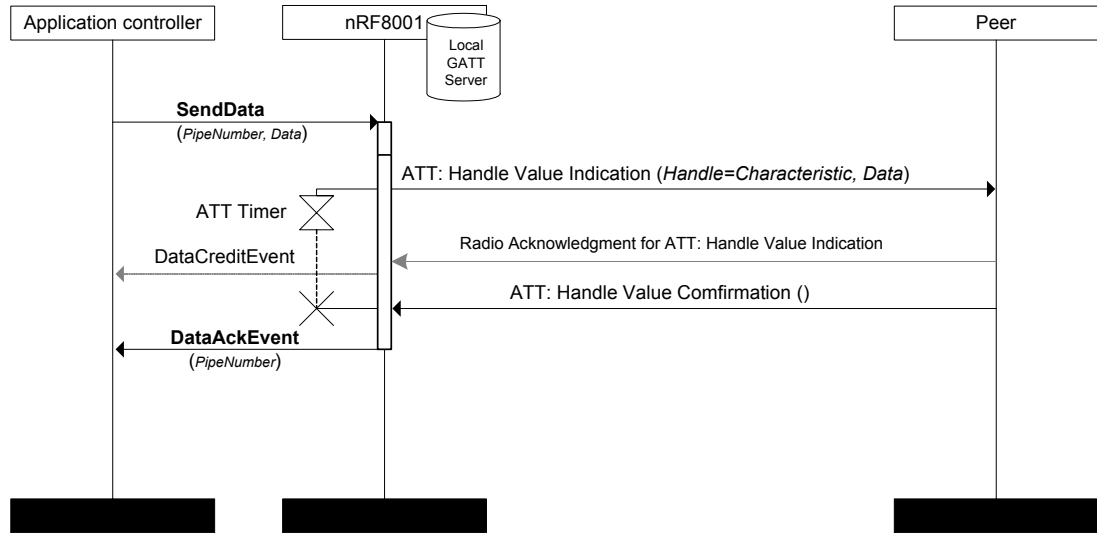 Application controller
nRF8001
Peer
Local
GATT
Server
SendData
(PipeNumber, Data)
ATT: Handle Value Indication (Handle=Characteristic, Data)
ATT Timer
Radio Acknowledgment for ATT: Handle Value Indication
DataCreditEvent
ATT: Handle Value Comfirmation ()
DataAckEvent
(PipeNumber)